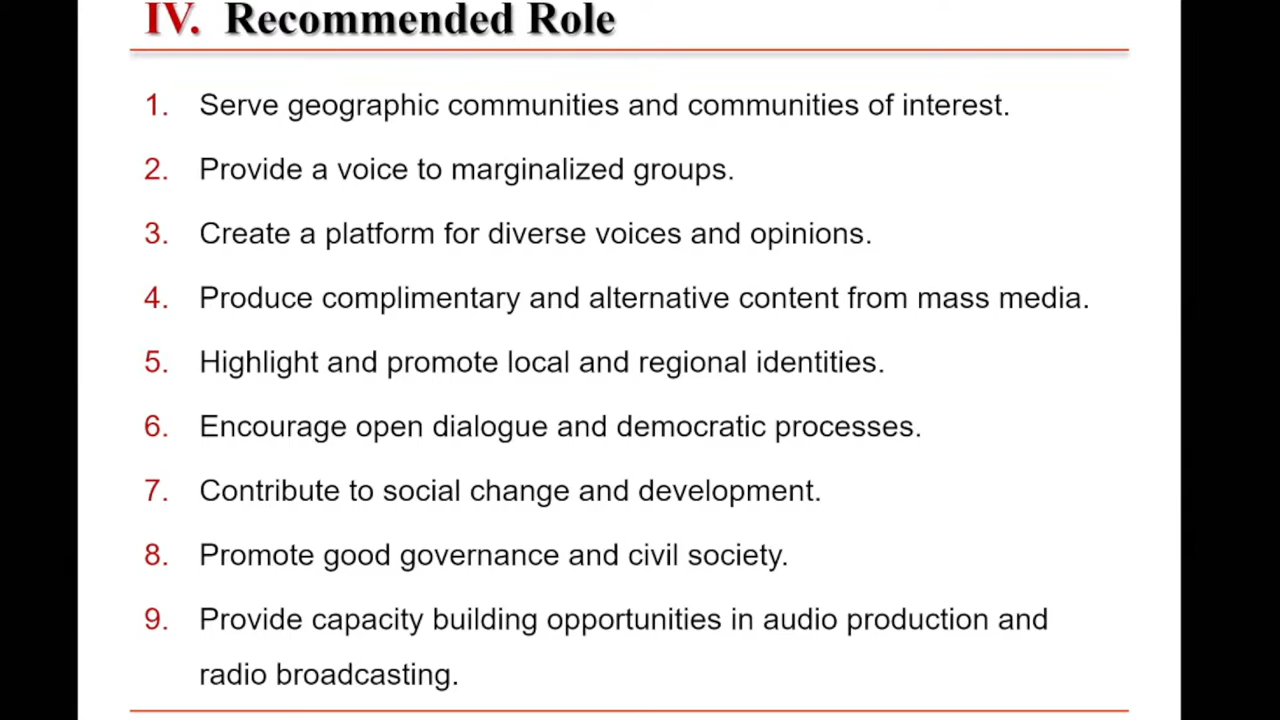 IV. Recommended Role
1. Serve geographic communities and communities of interest.
2. Provide a voice to marginalized groups.
3. Create a platform for diverse voices and opinions.
4. Produce complimentary and alternative content from mass media.
5. Highlight and promote local and regional identities.
6. Encourage open dialogue and democratic processes.
7. Contribute to social change and development.
8. Promote good governance and civil society.
9. Provide capacity building opportunities in audio production and
radio broadcasting.